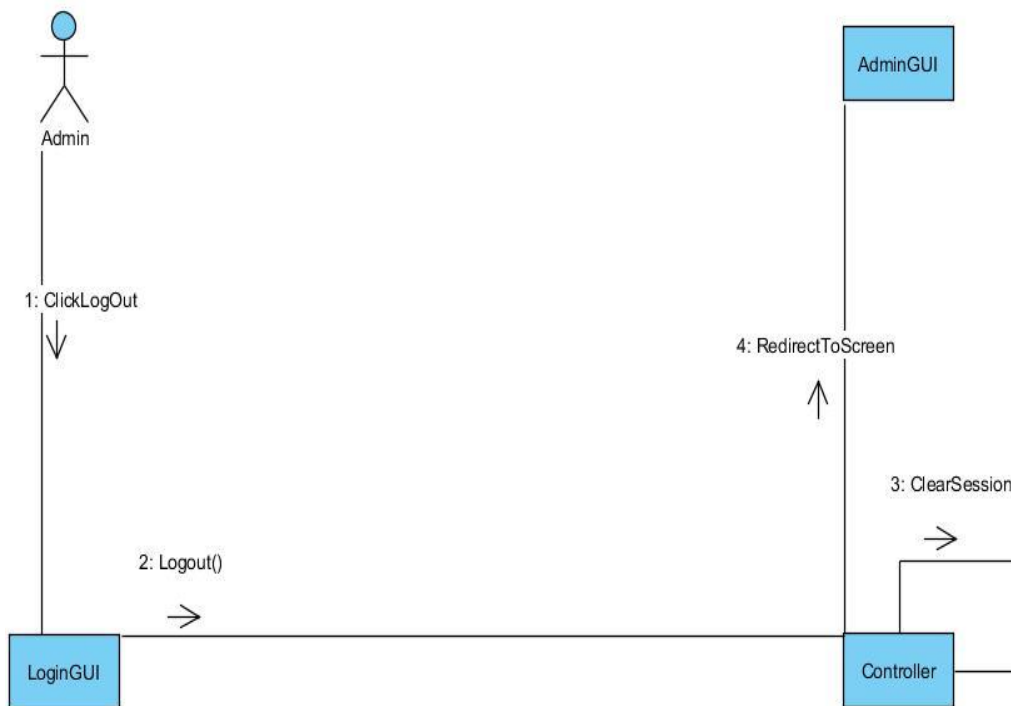 AdminGUI
Admin
1: ClickLogOut
4: RedirectToScreen
3: ClearSession
2: Logout()
LoginGUI
Controller